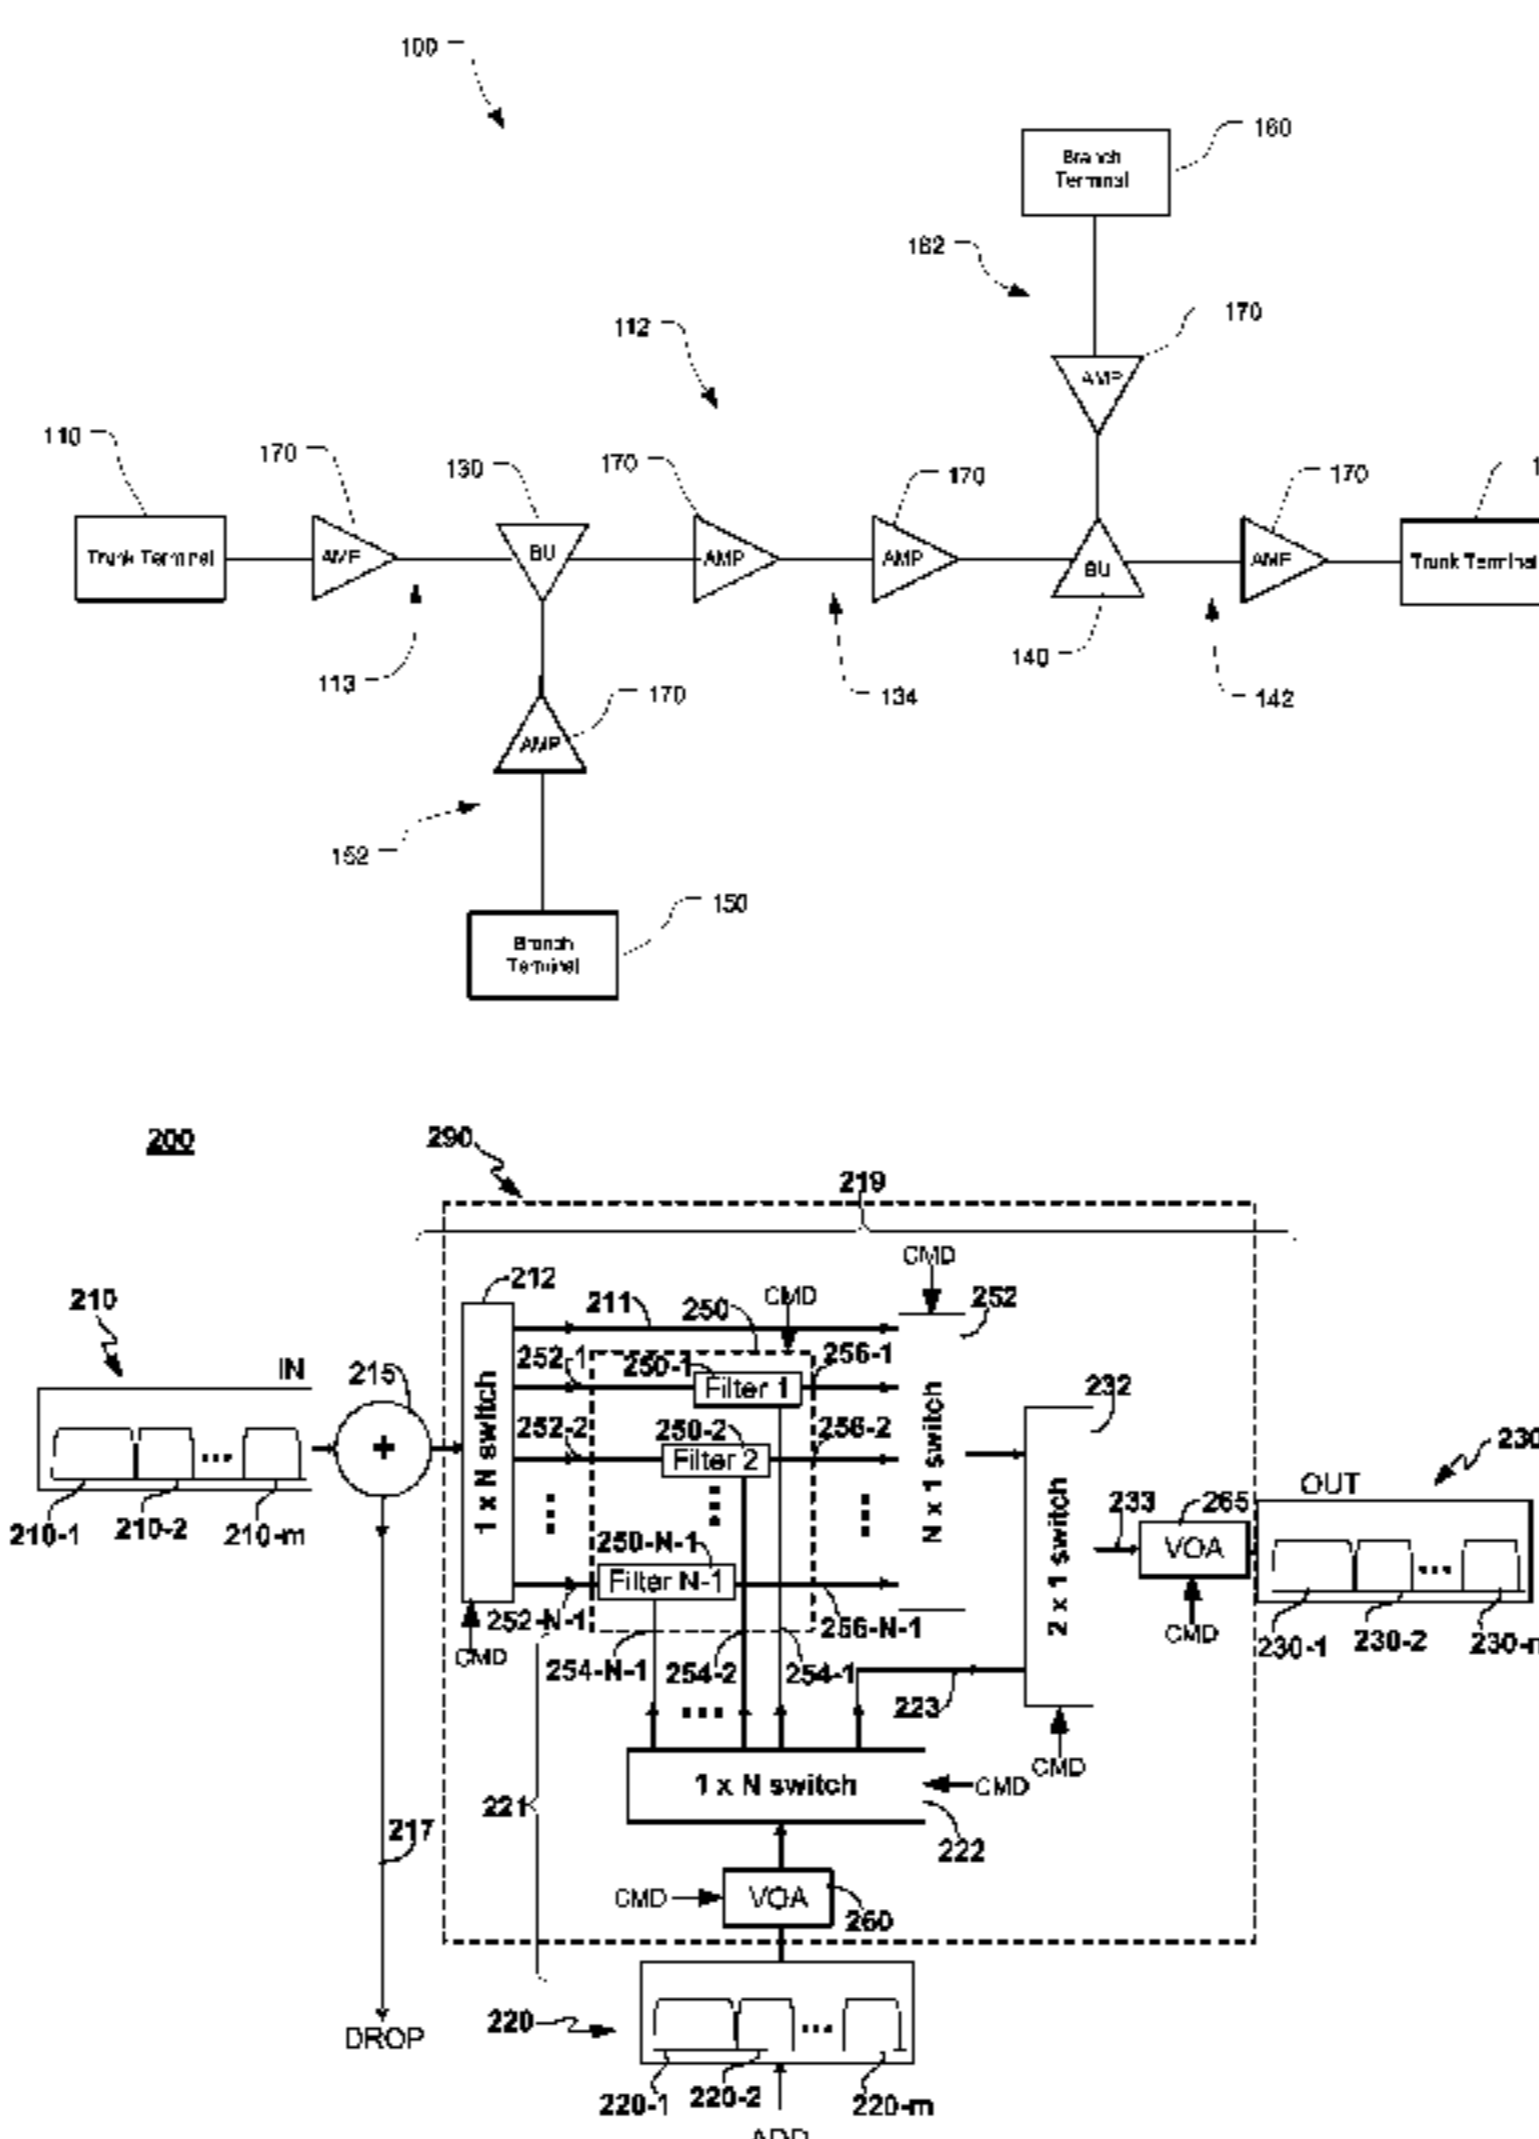 100
160
Branch
Terminal
162
170
112
AMP
110
170
130
170
170
170
Trunk Terminal
AMP
BU
AMP
AMP
BU
AMP
Trunk Terminal
113
134
140
142
170
AMP
152
150
Branch
Terminal
200
290
219
CMD
212
210
211
250
CMD
252
IN
215
252-1
250-1
256-1
Filter 1
232
1 x N switch
252-2
250-2
256-2
Filter 2
N x 1 switch
230
OUT
210-1
210-2
210-m
250-N-1
Filter N-1
2 x 1 switch
233
265
VOA
252-N-1
256-N-1
CMD
CMD
230-1
230-2
254-N-1
254-2
254-1
223
1 x N switch
CMD
CMD
221
222
217
CMD
VOA
260
220
DROP
220-1
220-2
220-m